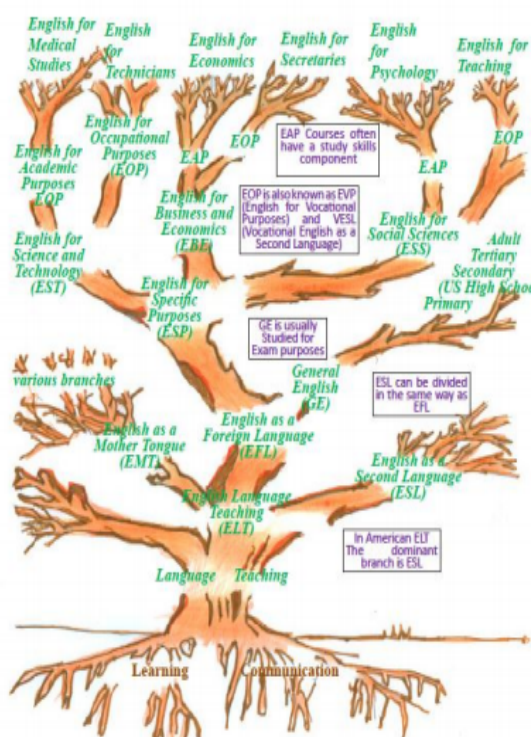 English for
Medical
Studies
English
for
Technicians
English for
Economics
English for
Secretaries
English
for
Psychology
English for
Teaching
English for
Occupational
Purposes
(EOP)
EAP
EOP
EAP Courses often
have a study skills
component
EAP
EOP
English for
Academic
Purposes
EOP
English for
Business and
Economics
(EBE)
EOP is also known as EVP
(English for Vocational
Purposes) and VESL
(Vocational English as a
Second Language)
English for
Social Sciences
(ESS)
English for
Science and
Technology
(EST)
English for
Specific
Purposes
(ESP)
Adult
Tertiary
Secondary
(US High School
Primary
GE is usually
Studied for
Exam purposes
various branches
General
English
(GE)
ESL can be divided
in the same way as
EFL
English as a
Mother Tongue
(EMT)
English as a
Foreign Language
(EFL)
English as a
Second Language
(ESL)
English Language
Teaching
(ELT)
In American ELT
The dominant
branch is ESL
Language Teaching
Learning Communication